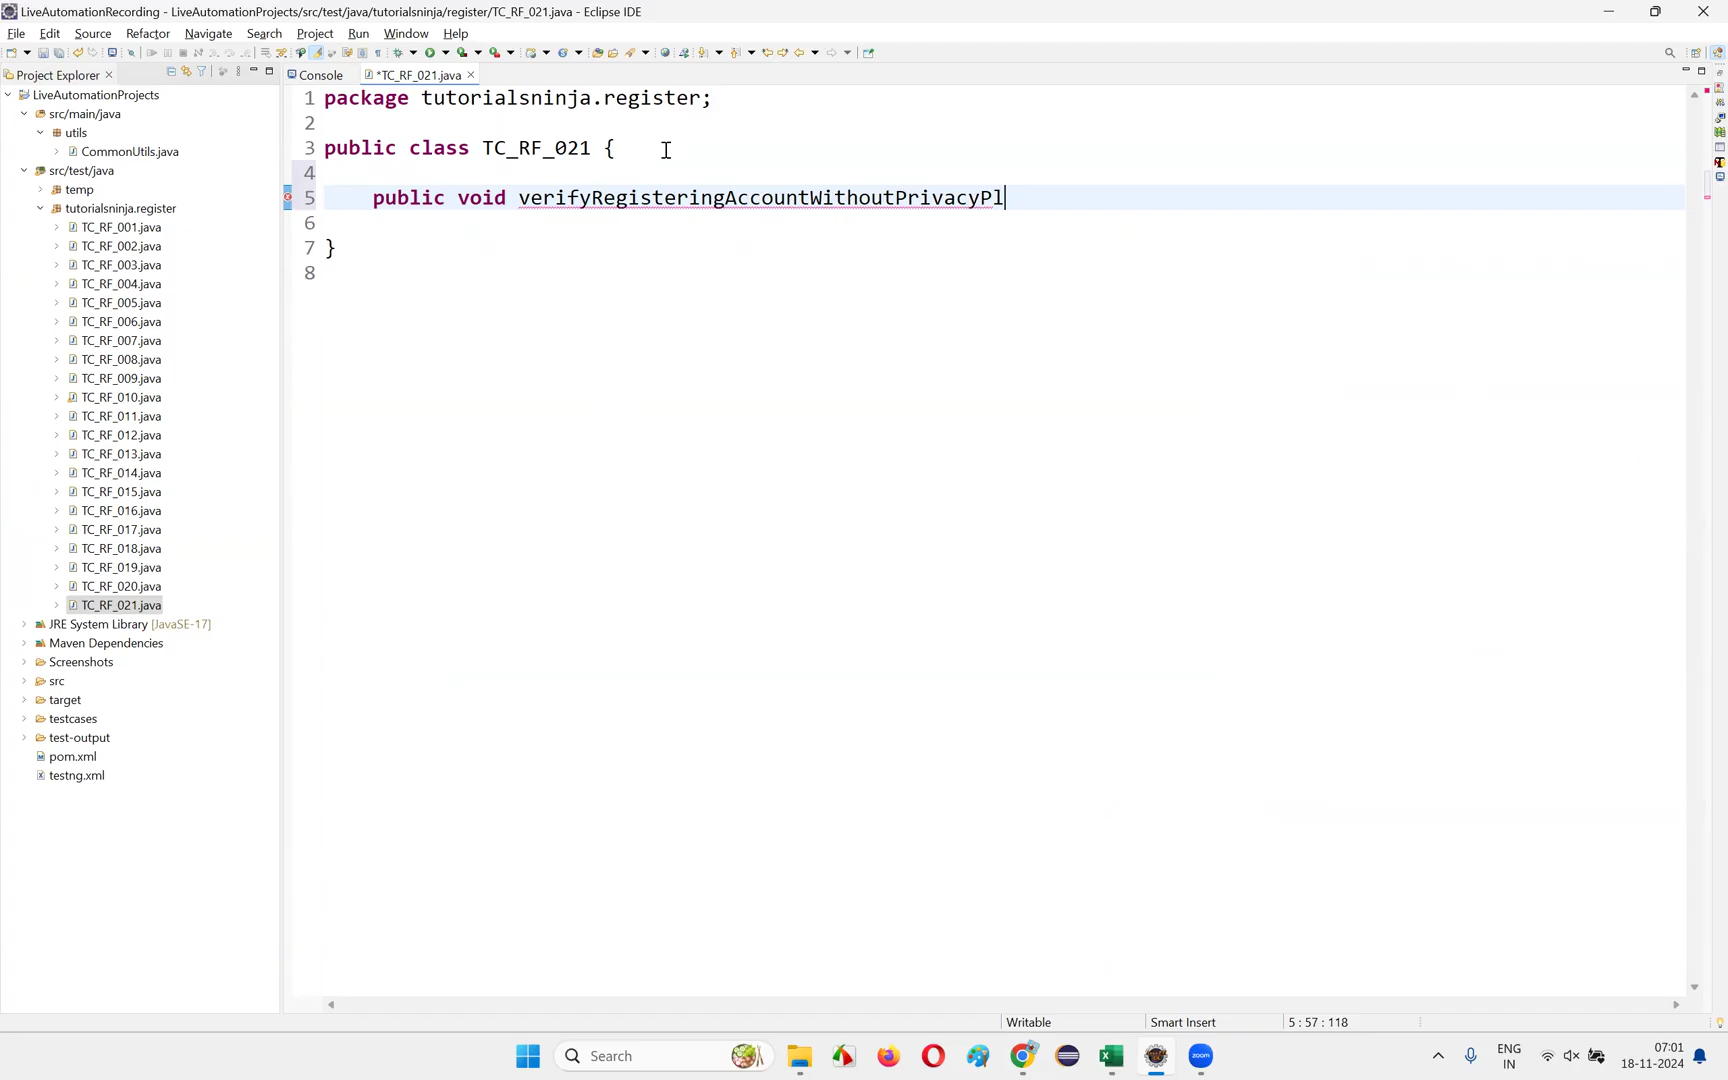 LiveAutomationRecording - LiveAutomationProjects/src/test/java/tutorialsninja/register/TC_RF_021.java - Eclipse IDE
File Edit Source Refactor Navigate Search Project Run Window Help
Project Explorer
Console
*TC_RF_021.java
LiveAutomationProjects
src/main/java
utils
CommonUtils.java
src/test/java
temp
tutorialsninja.register
TC_RF_001.java
TC_RF_002.java
TC_RF_003.java
TC_RF_004.java
TC_RF_005.java
TC_RF_006.java
TC_RF_007.java
TC_RF_008.java
TC_RF_009.java
TC_RF_010.java
TC_RF_011.java
TC_RF_012.java
TC_RF_013.java
TC_RF_014.java
TC_RF_015.java
TC_RF_016.java
TC_RF_017.java
TC_RF_018.java
TC_RF_019.java
TC_RF_020.java
TC_RF_021.java
JRE System Library [JavaSE-17]
Maven Dependencies
Screenshots
src
target
testcases
test-output
pom.xml
testng.xml
1 package tutorialsninja.register;
2
3 public class TC_RF_021 {
4
5 public void verifyRegisteringAccountWithoutPrivacyPl
6
7 }
8
Writable
Smart Insert
5 : 57 : 118
Search
zoom
ENG
IN
07:01
18-11-2024